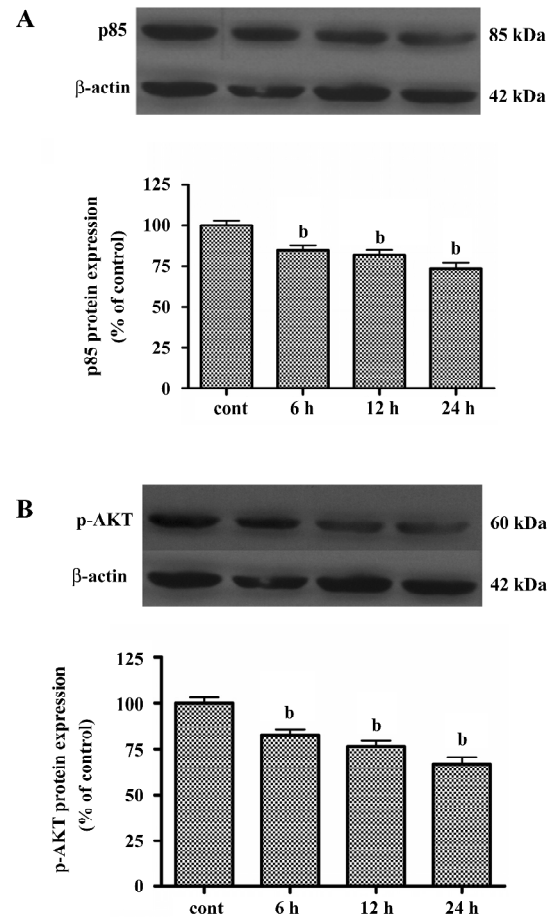 A
p85
85 kDa
β-actin
42 kDa
p85 protein expression
(% of control)
125
100
75
50
25
0
b
b
b
cont
6 h
12 h
24 h
B
p-AKT
60 kDa
β-actin
42 kDa
p-AKT protein expression
(% of control)
125
100
75
50
25
0
b
b
b
cont
6 h
12 h
24 h